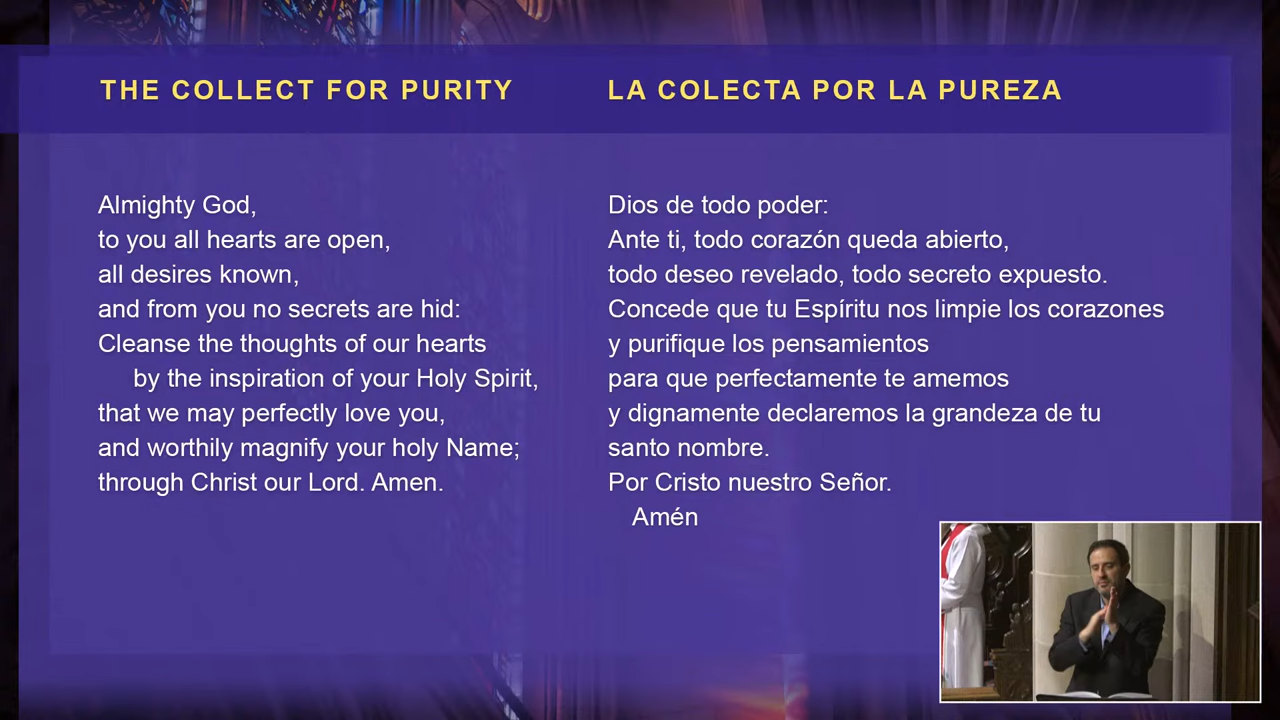 THE COLLECT FOR PURITY
Almighty God,
to you all hearts are open,
all desires known,
and from you no secrets are hid:
Cleanse the thoughts of our hearts
by the inspiration of your Holy Spirit,
that we may perfectly love you,
and worthily magnify your holy Name;
through Christ our Lord. Amen.
LA COLECTA POR LA PUREZA
Dios de todo poder:
Ante ti, todo corazón queda abierto,
todo deseo revelado, todo secreto expuesto.
Concede que tu Espíritu nos limpie los corazones
y purifique los pensamientos
para que perfectamente te amemos
y dignamente declaremos la grandeza de tu
santo nombre.
Por Cristo nuestro Señor.
Amén